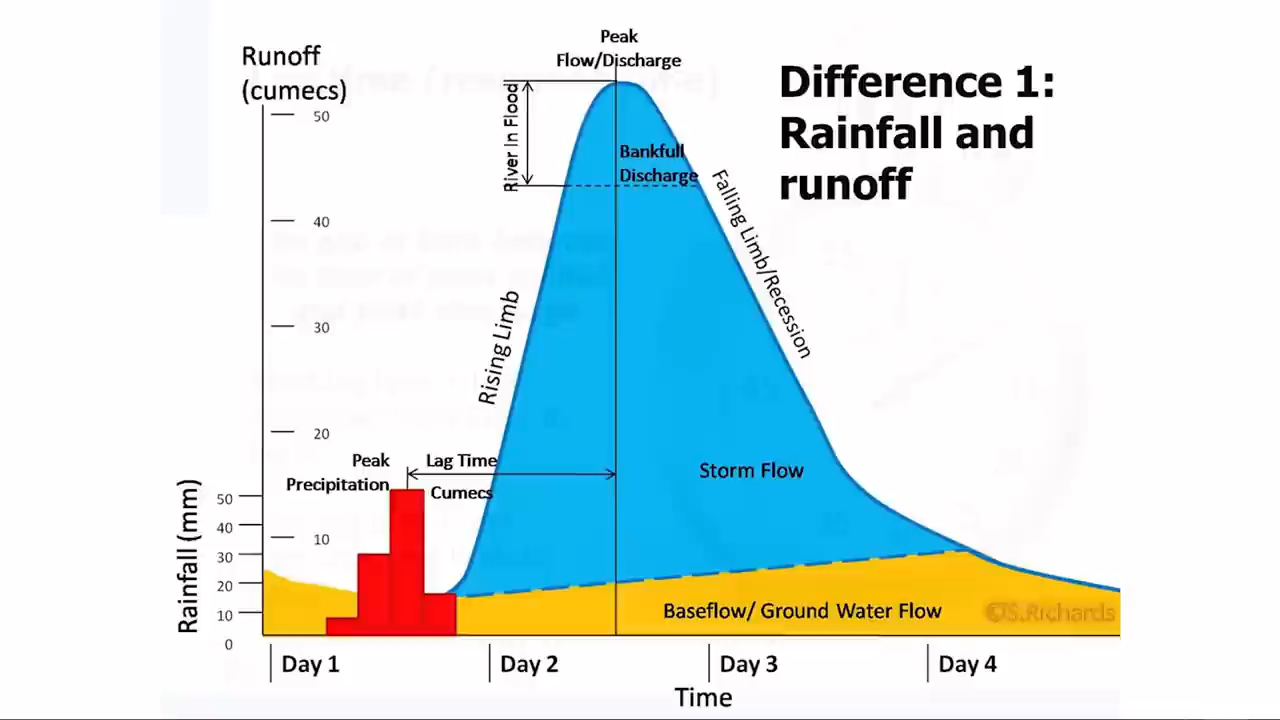 Peak
Flow/Discharge
Runoff
(cumecs)
Difference 1:
Rainfall and
runoff
50
River In Flood
Bankfull
Discharge
Falling Limb/Recession
40
30
Rising Limb
20
Peak
Precipitation
Lag Time
Cumecs
Storm Flow
Rainfall (mm)
50
40
30
20
10
0
10
Baseflow/ Ground Water Flow
©S.Richards
Day 1
Day 2
Day 3
Day 4
Time